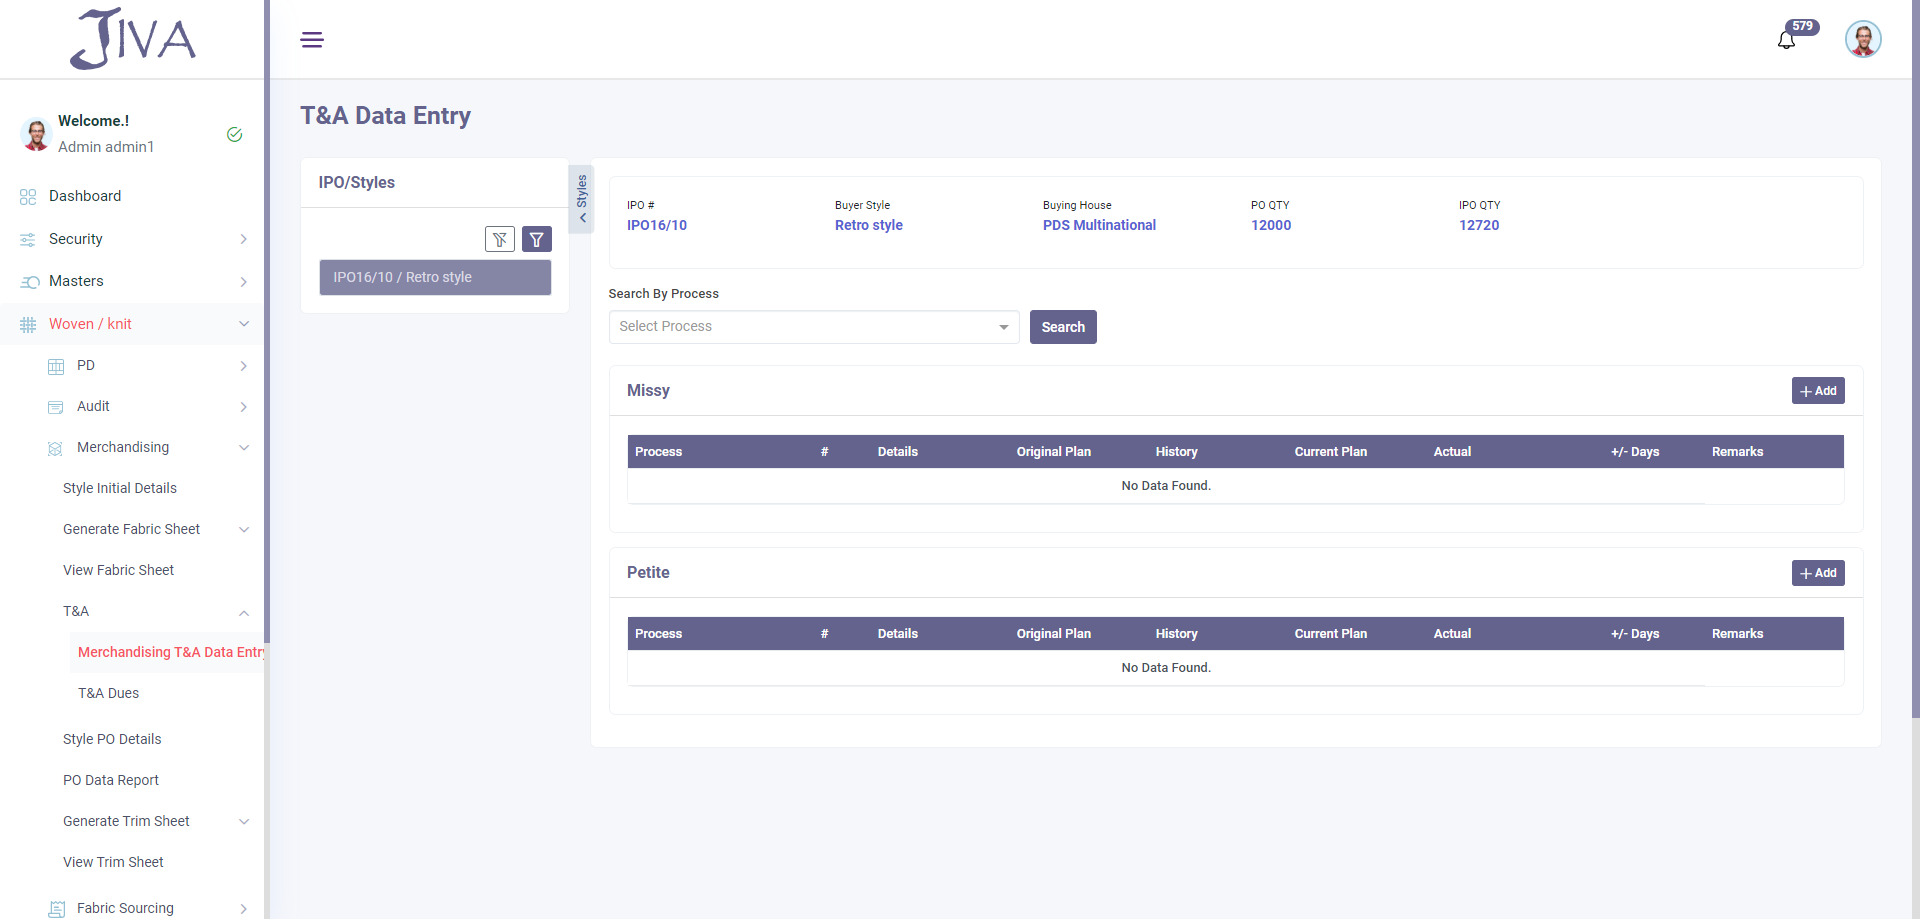 JIVA
579
Welcome.!
Admin admin1
Dashboard
Security
Masters
Woven / knit
PD
Audit
Merchandising
Style Initial Details
Generate Fabric Sheet
View Fabric Sheet
T&A
Merchandising T&A Data Entry
T&A Dues
Style PO Details
PO Data Report
Generate Trim Sheet
View Trim Sheet
Fabric Sourcing
T&A Data Entry
IPO/Styles
IPO16/10 / Retro style
Styles
IPO # Buyer Style Buying House PO QTY IPO QTY
IPO16/10 Retro style PDS Multinational 12000 12720
Search By Process
Select Process Search
Missy + Add
Process # Details Original Plan History Current Plan Actual +/- Days Remarks
No Data Found.
Petite + Add
Process # Details Original Plan History Current Plan Actual +/- Days Remarks
No Data Found.